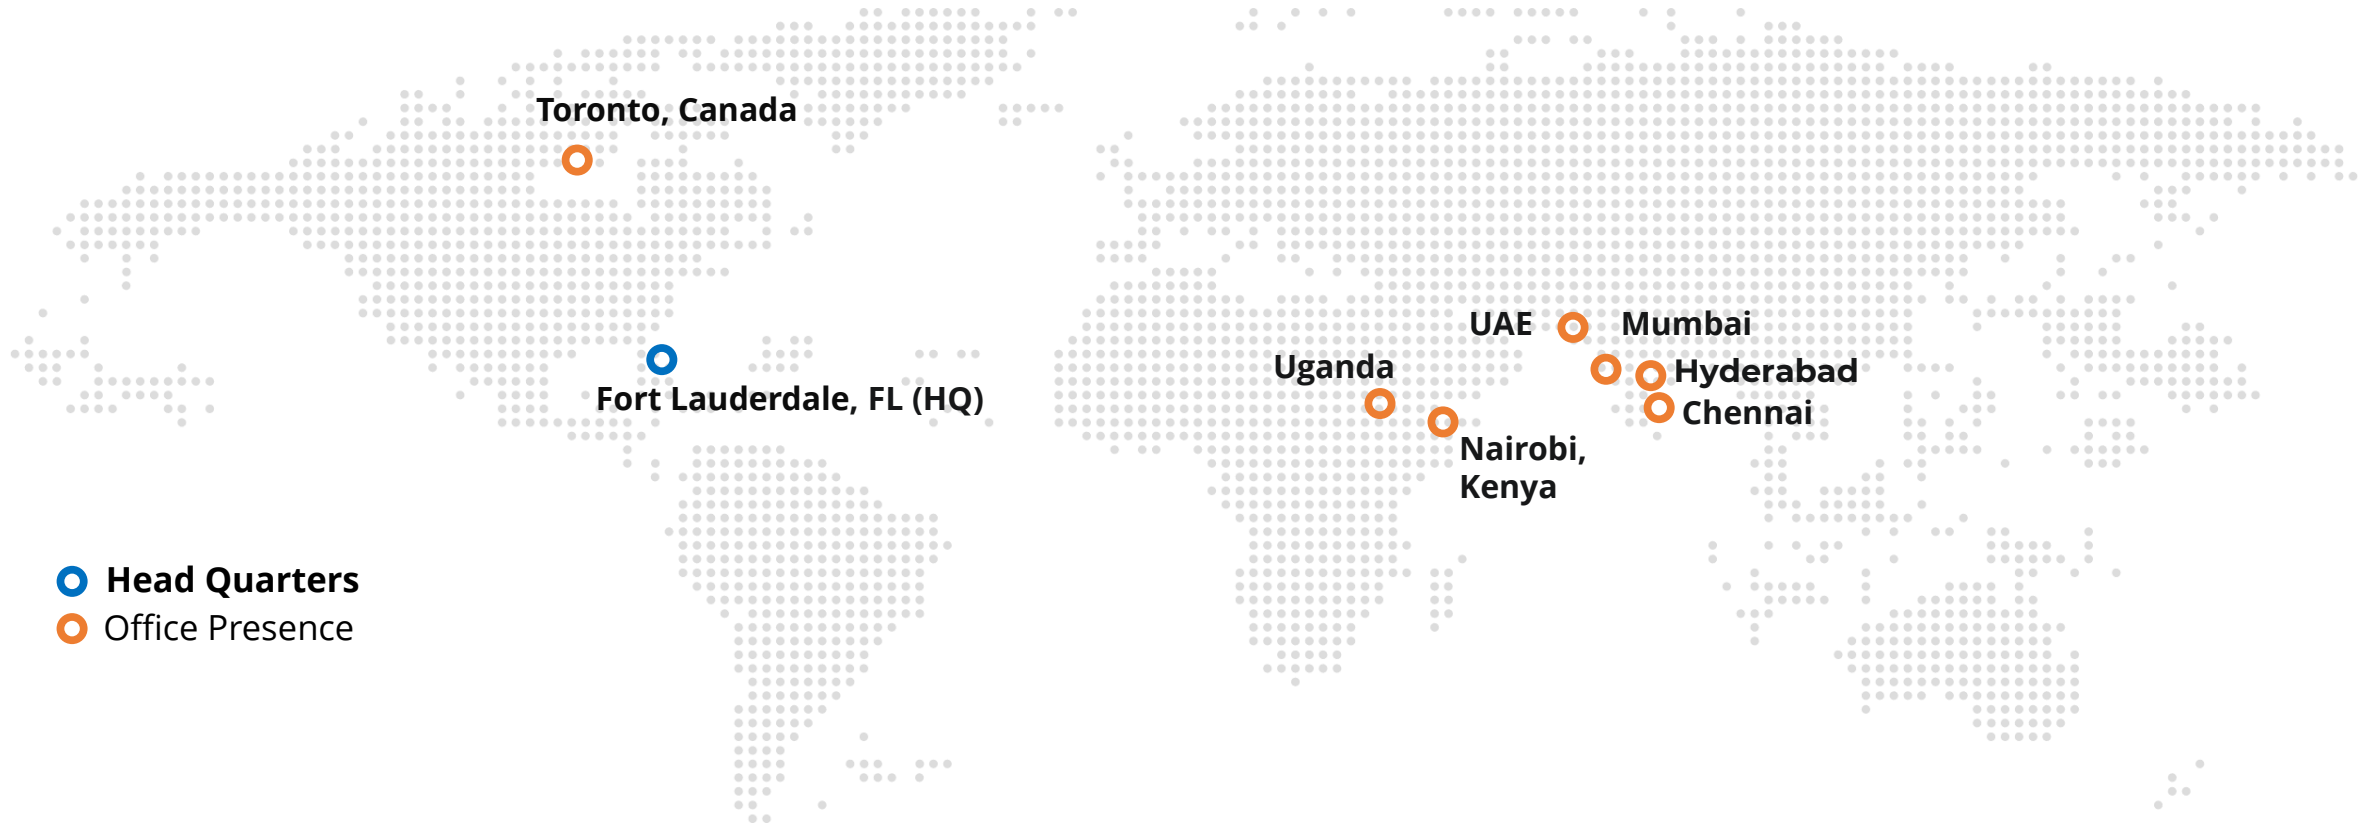 Toronto, Canada
UAE
Mumbai
Uganda
Hyderabad
Fort Lauderdale, FL (HQ)
Chennai
Nairobi,
Kenya
Head Quarters
Office Presence